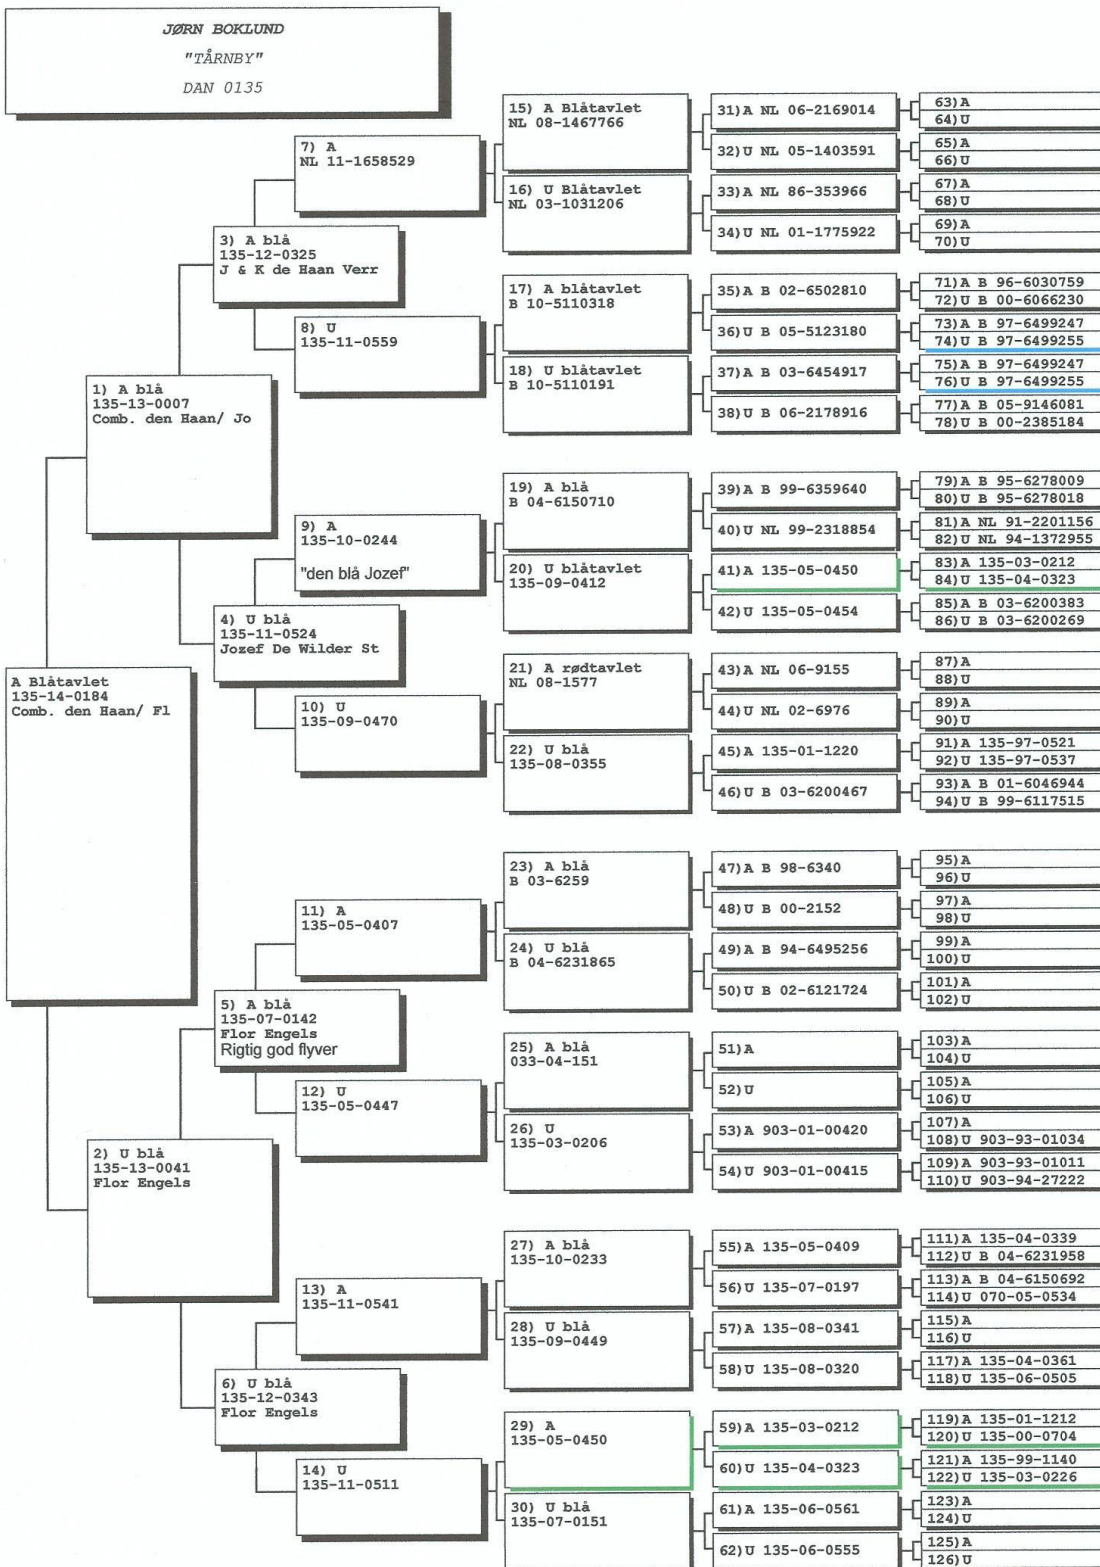 JØRN BOKLUND
"TÅRNBY"
DAN 0135
A Blåtavlet
135-14-0184
Comb. den Haan/ Fl
1) A blå
135-13-0007
Comb. den Haan/ Jo
2) U blå
135-13-0041
Flor Engels
3) A blå
135-12-0325
J & K de Haan Verr
4) U blå
135-11-0524
Jozef De Wilder St
5) A blå
135-07-0142
Flor Engels
Rigtig god flyver
6) U blå
135-12-0343
Flor Engels
7) A
NL 11-1658529
8) U
135-11-0559
9) A
135-10-0244
"den blå Jozef"
10) U
135-09-0470
11) A
135-05-0407
12) U
135-05-0447
13) A
135-11-0541
14) U
135-11-0511
15) A Blåtavlet
NL 08-1467766
16) U Blåtavlet
NL 03-1031206
17) A blåtavlet
B 10-5110318
18) U blåtavlet
B 10-5110191
19) A blå
B 04-6150710
20) U blåtavlet
135-09-0412
21) A rødtavlet
NL 08-1577
22) U blå
135-08-0355
23) A blå
B 03-6259
24) U blå
B 04-6231865
25) A blå
033-04-151
26) U
135-03-0206
27) A blå
135-10-0233
28) U blå
135-09-0449
29) A
135-05-0450
30) U blå
135-07-0151
31)A NL 06-2169014
32)U NL 05-1403591
33)A NL 86-353966
34)U NL 01-1775922
35)A B 02-6502810
36)U B 05-5123180
37)A B 03-6454917
38)U B 06-2178916
39)A B 99-6359640
40)U NL 99-2318854
41)A 135-05-0450
42)U 135-05-0454
43)A NL 06-9155
44)U NL 02-6976
45)A 135-01-1220
46)U B 03-6200467
47)A B 98-6340
48)U B 00-2152
49)A B 94-6495256
50)U B 02-6121724
51)A
52)U
53)A 903-01-00420
54)U 903-01-00415
55)A 135-05-0409
56)U 135-07-0197
57)A 135-08-0341
58)U 135-08-0320
59)A 135-03-0212
60)U 135-04-0323
61)A 135-06-0561
62)U 135-06-0555
63)A
64)U
65)A
66)U
67)A
68)U
69)A
70)U
71)A B 96-6030759
72)U B 00-6066230
73)A B 97-6499247
74)U B 97-6499255
75)A B 97-6499247
76)U B 97-6499255
77)A B 05-9146081
78)U B 00-2385184
79)A B 95-6278009
80)U B 95-6278018
81)A NL 91-2201156
82)U NL 94-1372955
83)A 135-03-0212
84)U 135-04-0323
85)A B 03-6200383
86)U B 03-6200269
87)A
88)U
89)A
90)U
91)A 135-97-0521
92)U 135-97-0537
93)A B 01-6046944
94)U B 99-6117515
95)A
96)U
97)A
98)U
99)A
100)U
101)A
102)U
103)A
104)U
105)A
106)U
107)A
108)U 903-93-01034
109)A 903-93-01011
110)U 903-94-27222
111)A 135-04-0339
112)U B 04-6231958
113)A B 04-6150692
114)U 070-05-0534
115)A
116)U
117)A 135-04-0361
118)U 135-06-0505
119)A 135-01-1212
120)U 135-00-0704
121)A 135-99-1140
122)U 135-03-0226
123)A
124)U
125)A
126)U